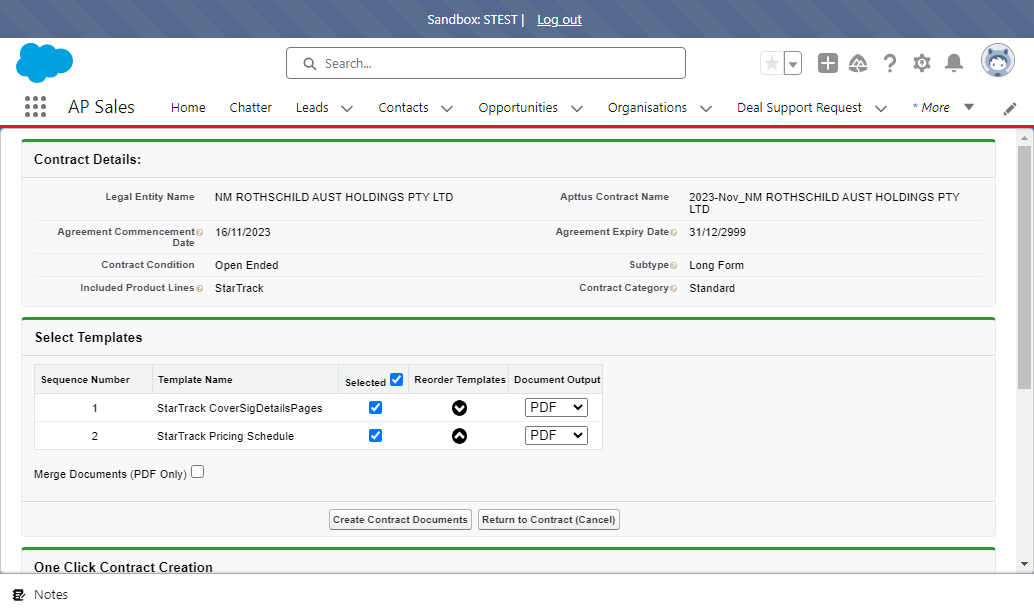 Sandbox: STEST | Log out
Search...
AP Sales Home Chatter Leads Contacts Opportunities Organisations Deal Support Request * More
Contract Details:
Legal Entity Name NM ROTHSCHILD AUST HOLDINGS PTY LTD Apttus Contract Name 2023-Nov_NM ROTHSCHILD AUST HOLDINGS PTY
LTD
Agreement Commencement 16/11/2023 Agreement Expiry Date 31/12/2999
Date
Contract Condition Open Ended Subtype Long Form
Included Product Lines StarTrack Contract Category Standard
Select Templates
Sequence Number Template Name Selected Reorder Templates Document Output
1 StarTrack CoverSigDetailsPages PDF
2 StarTrack Pricing Schedule PDF
Merge Documents (PDF Only)
Create Contract Documents Return to Contract (Cancel)
One Click Contract Creation
Notes